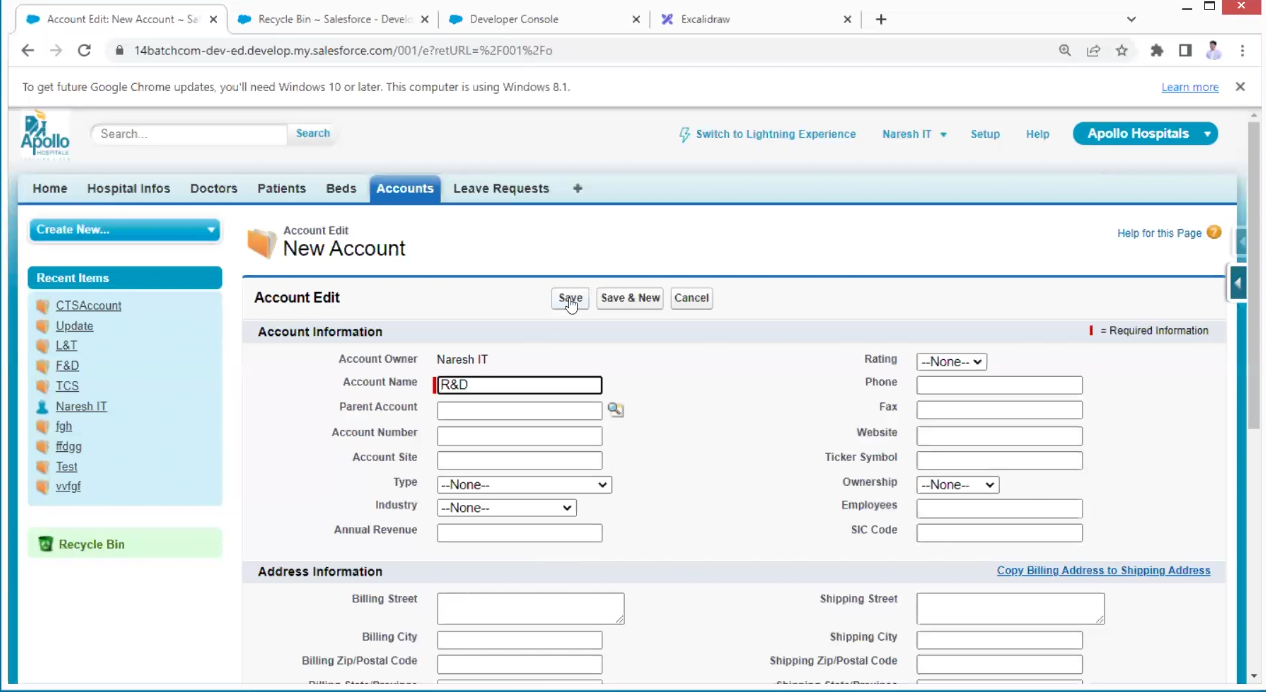 Account Edit: New Account ~ Sa
Recycle Bin ~ Salesforce - Develo
Developer Console
Excalidraw
14batchcom-dev-ed.develop.my.salesforce.com/001/e?retURL=%2F001%2Fo
To get future Google Chrome updates, you'll need Windows 10 or later. This computer is using Windows 8.1.
Learn more
Apollo
HOSPITALS
Search...
Search
Switch to Lightning Experience
Naresh IT
Setup
Help
Apollo Hospitals
Home
Hospital Infos
Doctors
Patients
Beds
Accounts
Leave Requests
Create New...
Recent Items
CTSAccount
Update
L&T
F&D
TCS
Naresh IT
fgh
ffdgg
Test
vvfgf
Recycle Bin
Account Edit
New Account
Help for this Page
Account Edit
Save
Save & New
Cancel
Account Information
= Required Information
Account Owner
Naresh IT
Rating
--None--
Account Name
R&D
Phone
Parent Account
Fax
Account Number
Website
Account Site
Ticker Symbol
Type
--None--
Ownership
--None--
Industry
--None--
Employees
Annual Revenue
SIC Code
Address Information
Copy Billing Address to Shipping Address
Billing Street
Shipping Street
Billing City
Shipping City
Billing Zip/Postal Code
Shipping Zip/Postal Code
Billing State/Province
Shipping State/Province